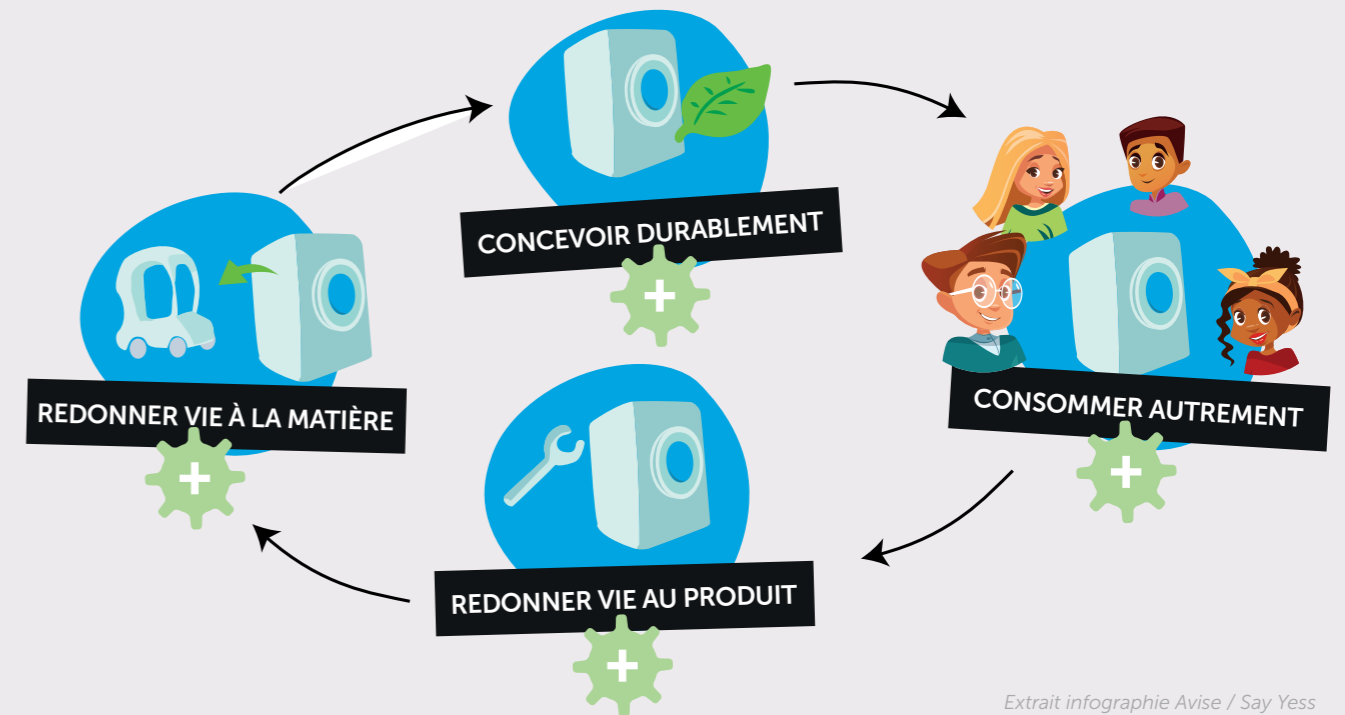 CONCEVOIR DURABLEMENT
+
CONSOMMER AUTREMENT
+
REDONNER VIE À LA MATIÈRE
+
REDONNER VIE AU PRODUIT
+
Extrait infographie Avise / Say Yess